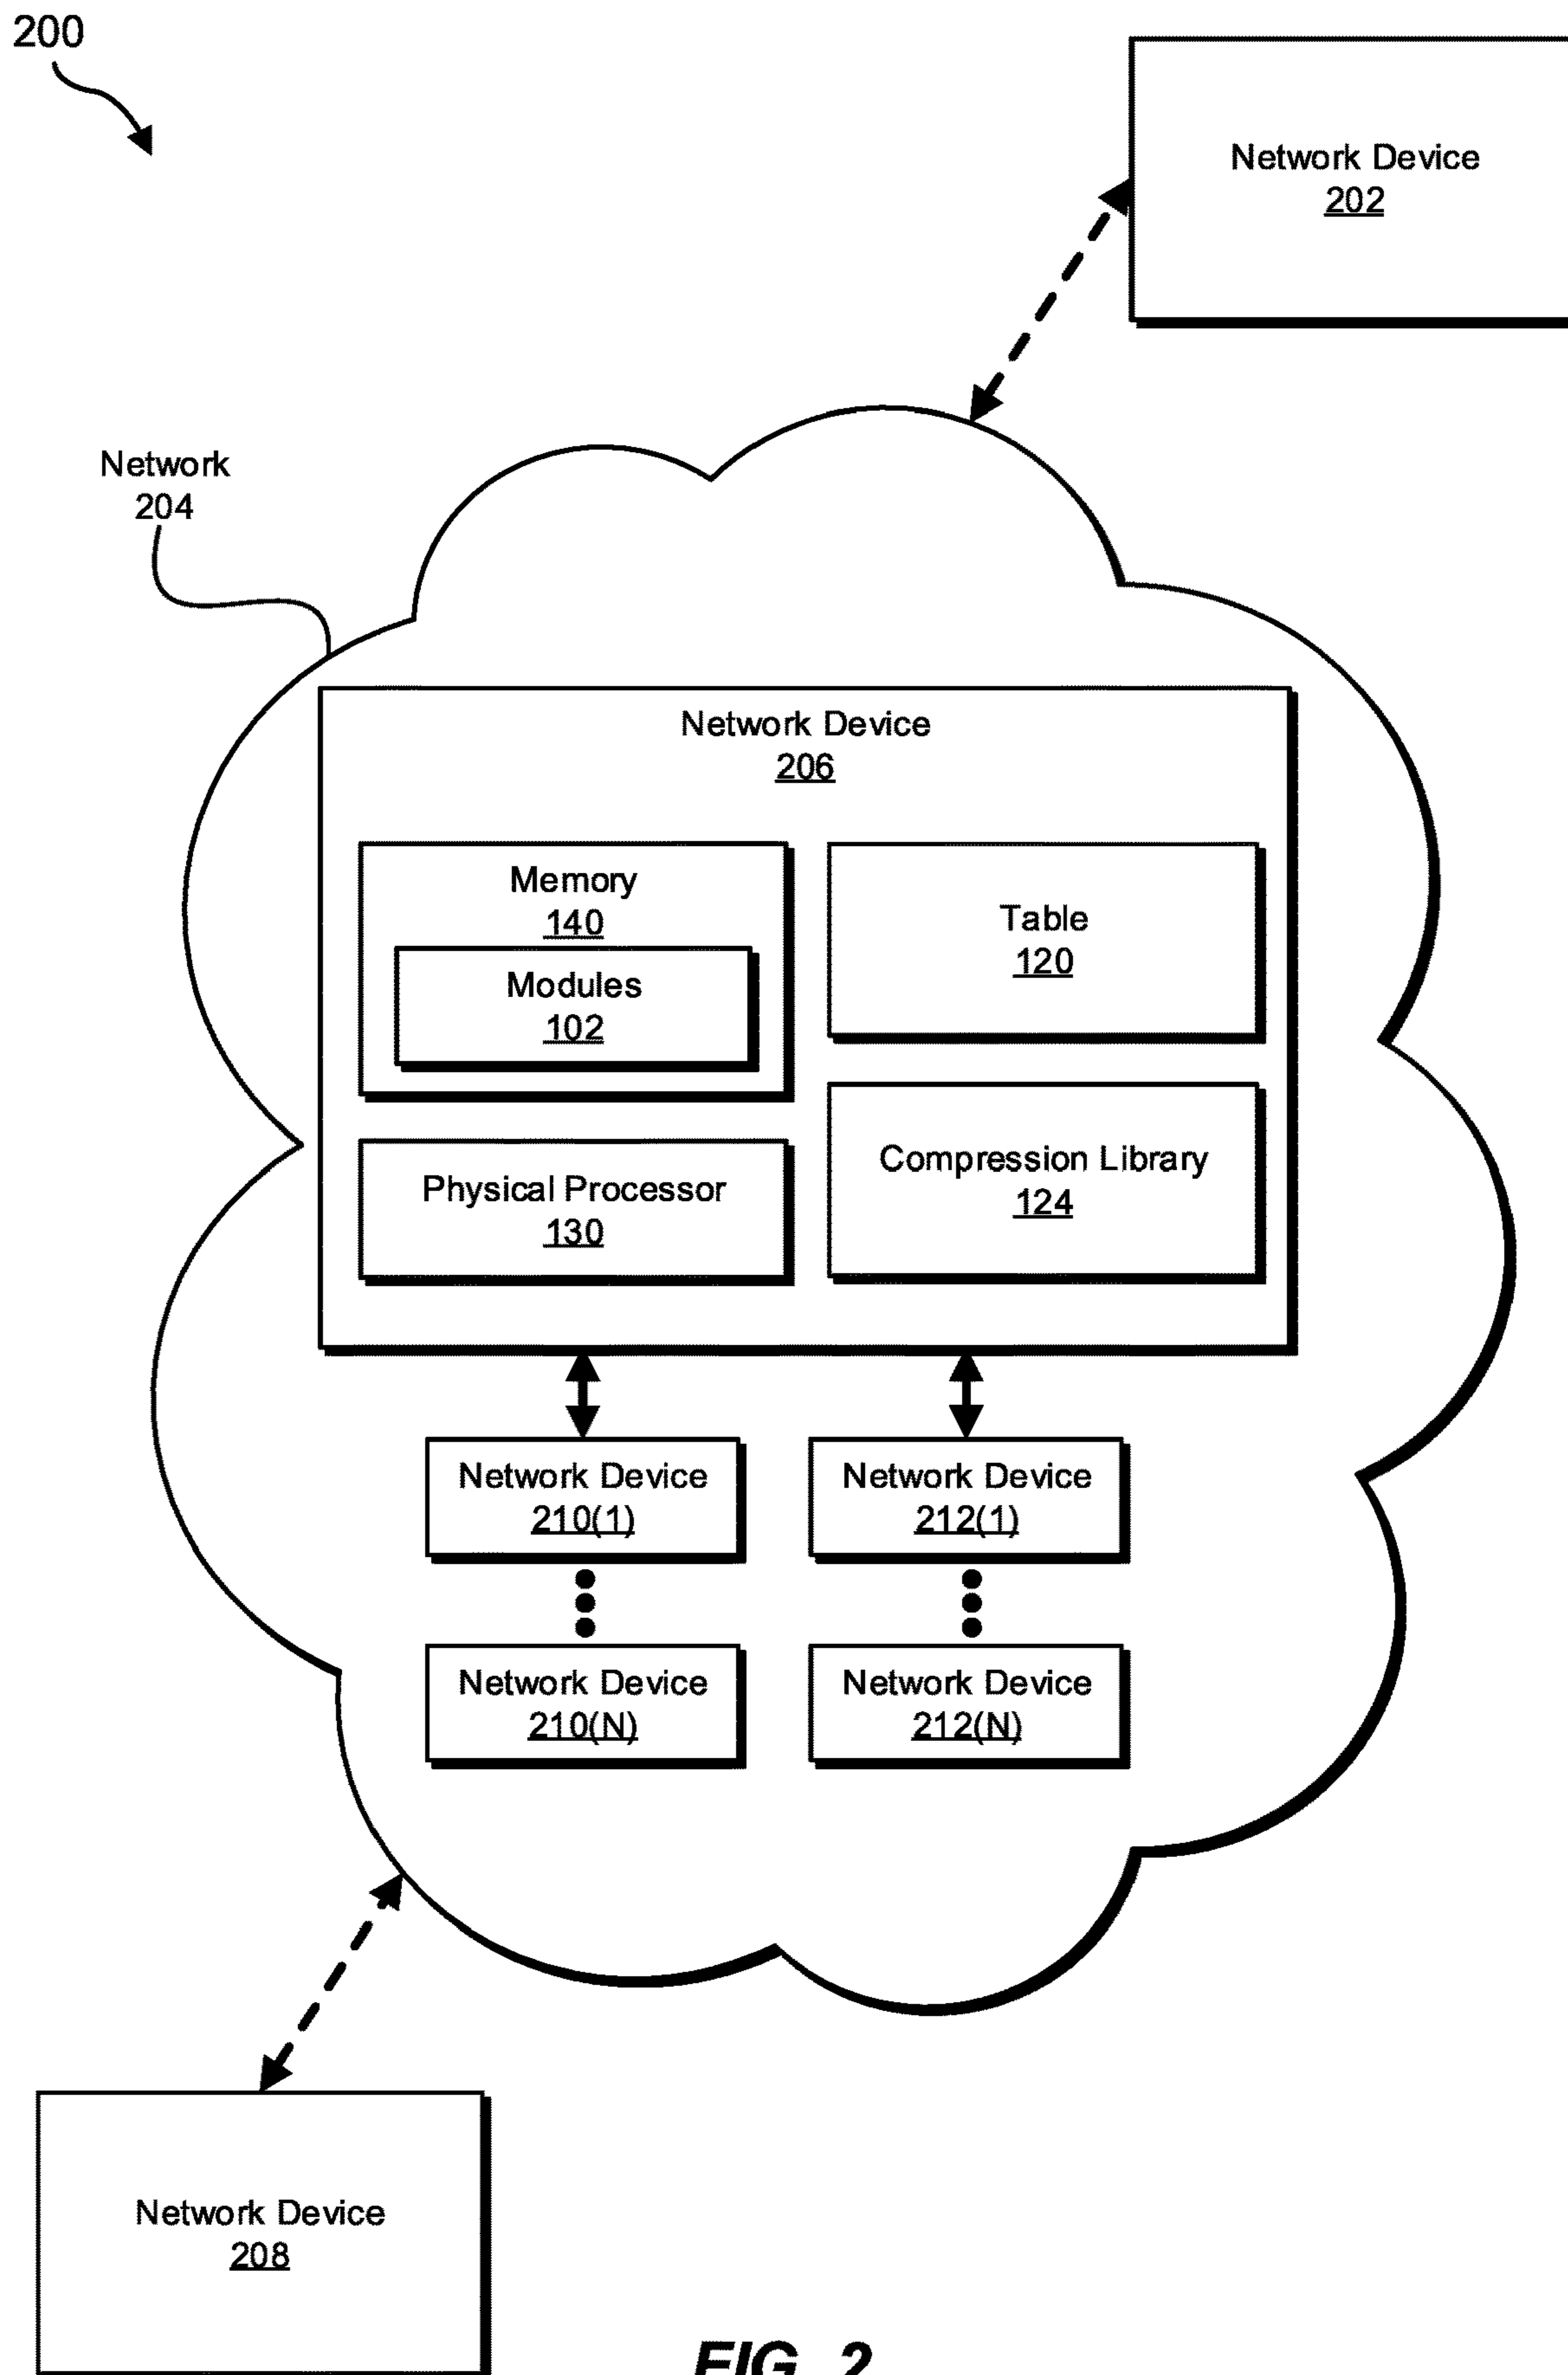 200
Network Device
202
Network
204
Network Device
206
Memory
140
Modules
102
Table
120
Physical Processor
130
Compression Library
124
Network Device
210(1)
Network Device
212(1)
Network Device
210(N)
Network Device
212(N)
Network Device
208
FIG. 2